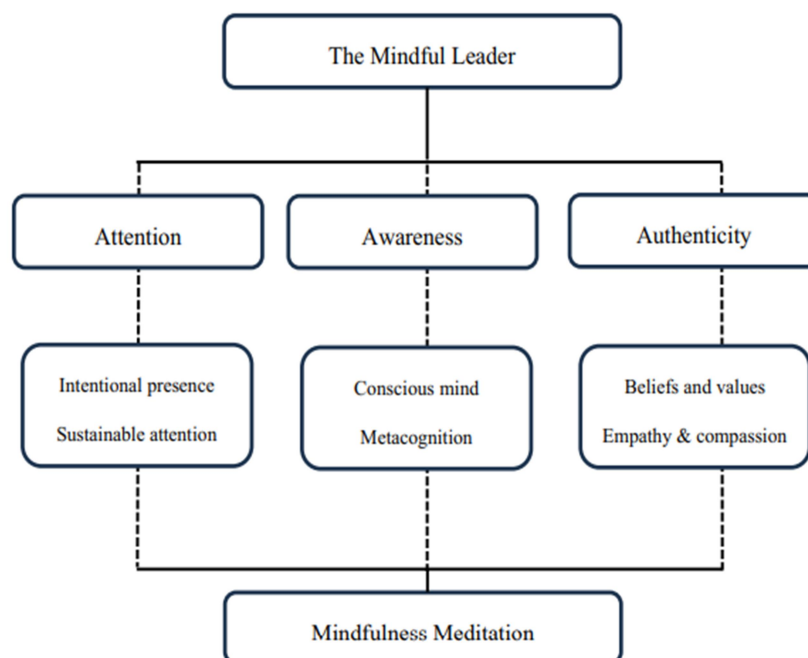 The Mindful Leader
Attention
Awareness
Authenticity
Intentional presence
Sustainable attention
Conscious mind
Metacognition
Beliefs and values
Empathy & compassion
Mindfulness Meditation